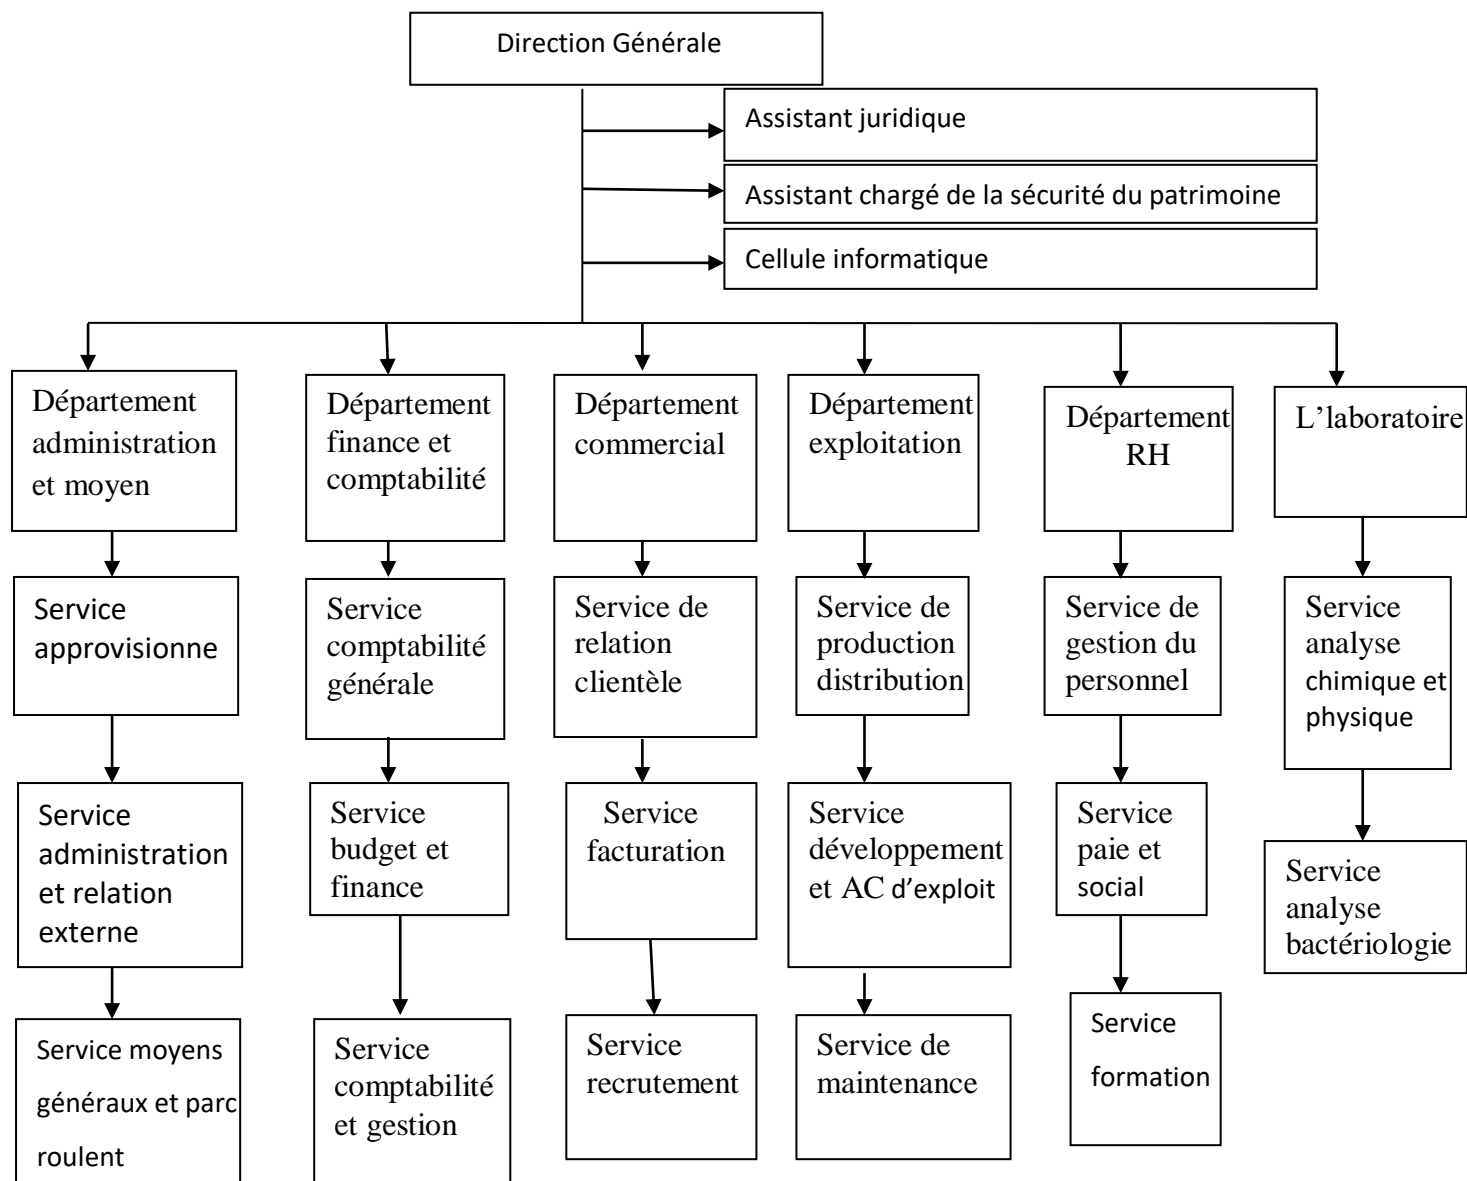 Direction Générale
Assistant juridique
Assistant chargé de la sécurité du patrimoine
Cellule informatique
Département
administration
et moyen
Département
finance et
comptabilité
Département
commercial
Département
exploitation
Département
RH
L’laboratoire
Service
approvisionne
Service
comptabilité
générale
Service de
relation
clientèle
Service de
production
distribution
Service de
gestion du
personnel
Service
analyse
chimique et
physique
Service
administration
et relation
externe
Service
budget et
finance
Service
facturation
Service
développement
et AC d’exploit
Service
paie et
social
Service
analyse
bactériologie
Service moyens
généraux et parc
roulent
Service
comptabilité
et gestion
Service
recrutement
Service de
maintenance
Service
formation